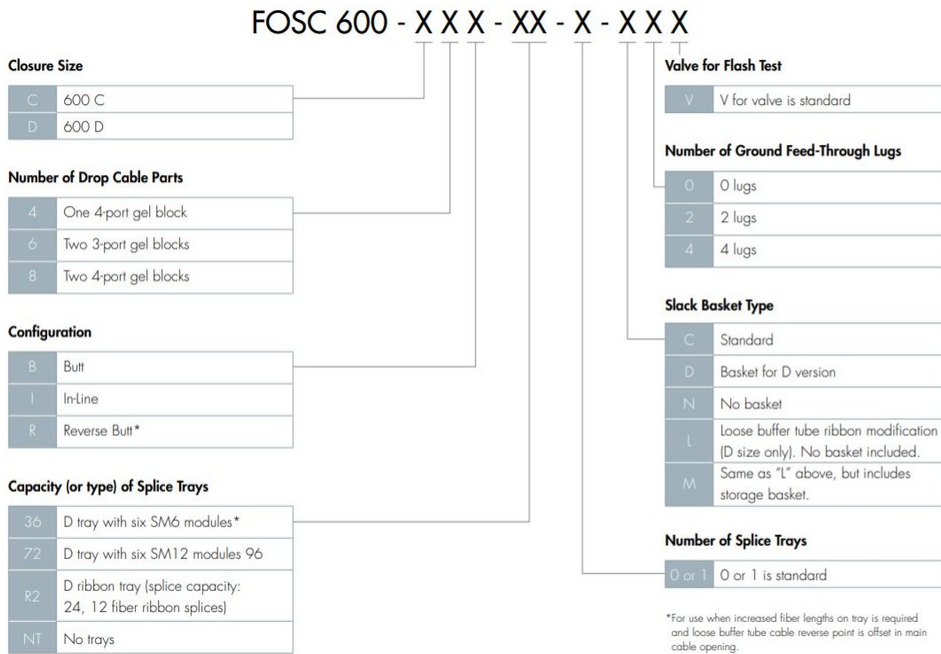 FOSC 600 - X X X - XX - X - X X X
Closure Size
C 600 C
D 600 D
Number of Drop Cable Parts
4 One 4-port gel block
6 Two 3-port gel blocks
8 Two 4-port gel blocks
Configuration
B Butt
I In-Line
R Reverse Butt*
Capacity (or type) of Splice Trays
36 D tray with six SM6 modules*
72 D tray with six SM12 modules 96
R2 D ribbon tray (splice capacity:
24, 12 fiber ribbon splices)
NT No trays
Valve for Flash Test
V V for valve is standard
Number of Ground Feed-Through Lugs
0 0 lugs
2 2 lugs
4 4 lugs
Slack Basket Type
C Standard
D Basket for D version
N No basket
L Loose buffer tube ribbon modification
(D size only). No basket included.
M Same as "L" above, but includes
storage basket.
Number of Splice Trays
0 or 1 0 or 1 is standard
*For use when increased fiber lengths on tray is required
and loose buffer tube cable reverse point is offset in main
cable opening.